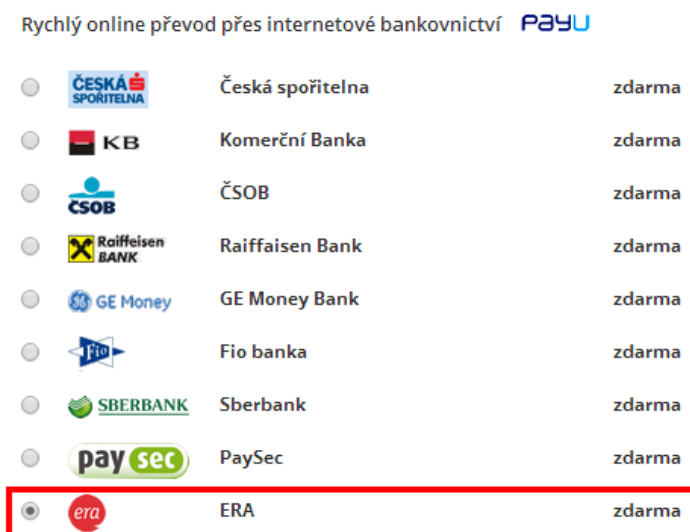 Rychlý online převod přes internetové bankovnictví PayU
ČESKÁ SPOŘITELNA Česká spořitelna zdarma
KB Komerční Banka zdarma
ČSOB ČSOB zdarma
Raiffeisen BANK Raiffaisen Bank zdarma
GE Money GE Money Bank zdarma
Fio Fio banka zdarma
SBERBANK Sberbank zdarma
pay sec PaySec zdarma
era ERA zdarma